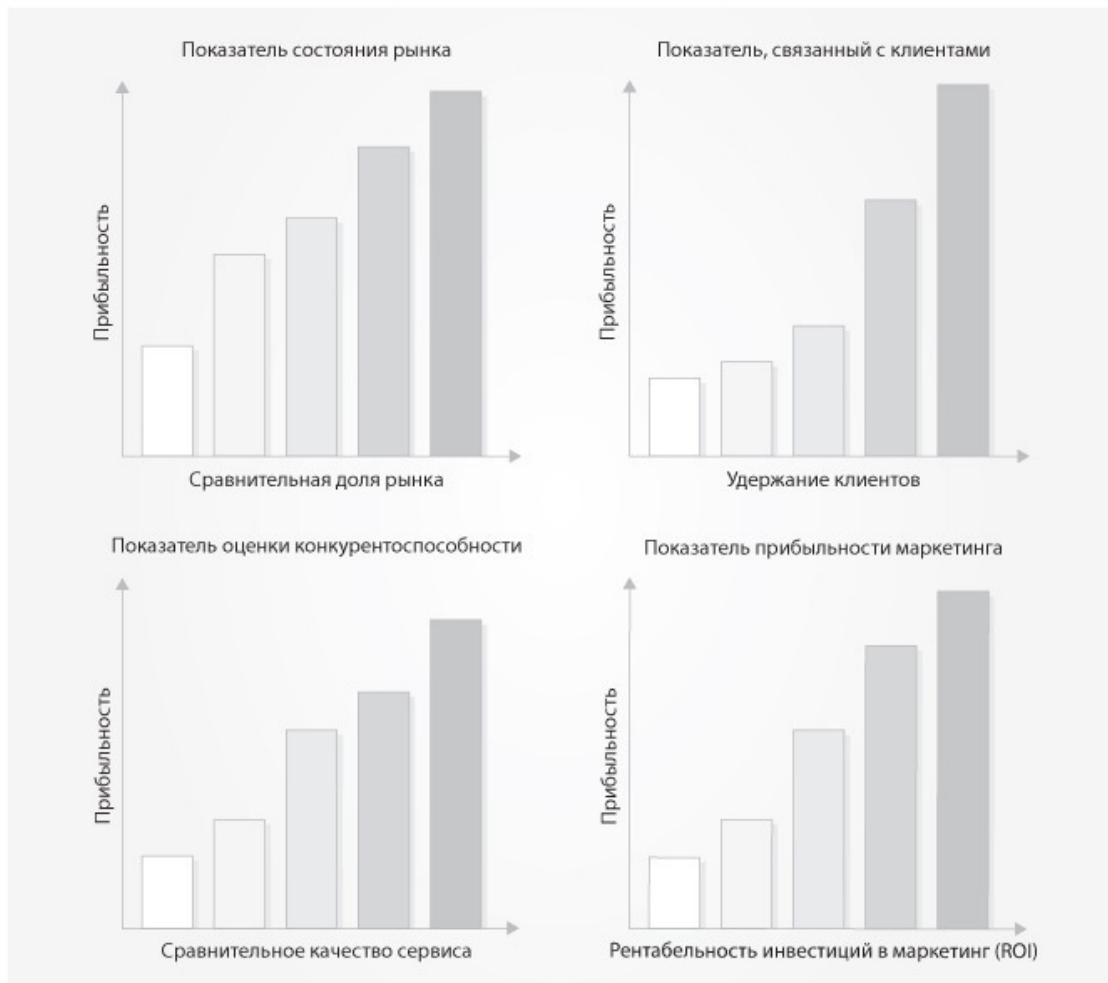 Показатель состояния рынка
Прибыльность
Сравнительная доля рынка
Показатель, связанный с клиентами
Прибыльность
Удержание клиентов
Показатель оценки конкурентоспособности
Прибыльность
Сравнительное качество сервиса
Показатель прибыльности маркетинга
Прибыльность
Рентабельность инвестиций в маркетинг (ROI)